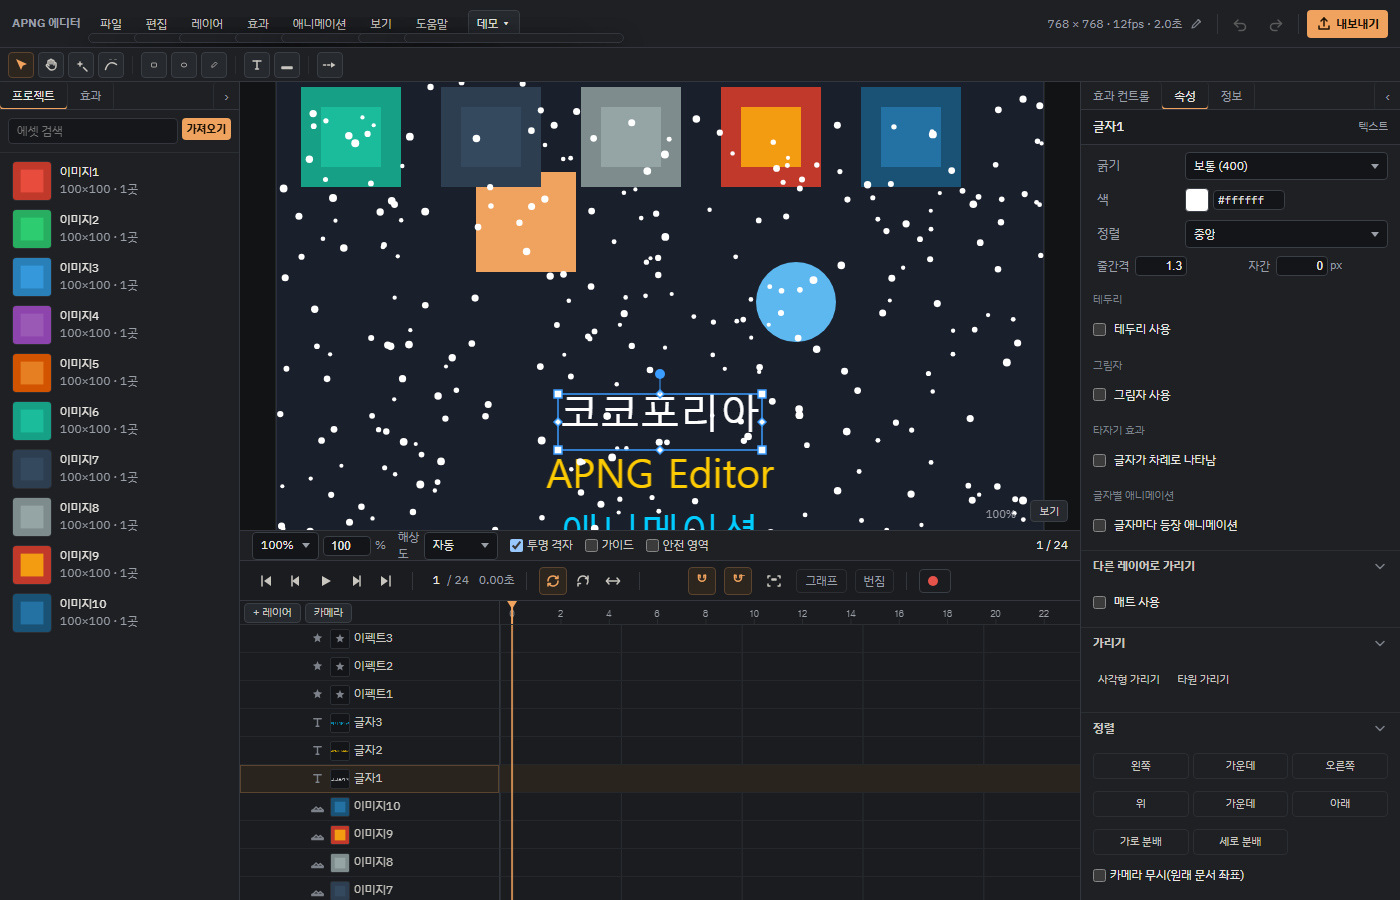 APNG 에디터 파일 편집 레이어 효과 애니메이션 보기 도움말 데모
768 × 768 · 12fps · 2.0초
내보내기
T
프로젝트 효과
에셋 검색 가져오기
이미지1
100×100 · 1곳
이미지2
100×100 · 1곳
이미지3
100×100 · 1곳
이미지4
100×100 · 1곳
이미지5
100×100 · 1곳
이미지6
100×100 · 1곳
이미지7
100×100 · 1곳
이미지8
100×100 · 1곳
이미지9
100×100 · 1곳
이미지10
100×100 · 1곳
코쿄포리아
APNG Editor
애니메이션
100% 보기
100% 100 % 해상도 자동 투명 격자 가이드 안전 영역 1 / 24
1 / 24 0.00초 그래프 번짐
+ 레이어 카메라 0 2 4 6 8 10 12 14 16 18 20 22
이펙트3
이펙트2
이펙트1
T 글자3
T 글자2
T 글자1
이미지10
이미지9
이미지8
이미지7
효과 컨트롤 속성 정보
글자1 텍스트
굵기 보통 (400)
색 #ffffff
정렬 중앙
줄간격 1.3 자간 0 px
테두리
테두리 사용
그림자
그림자 사용
타자기 효과
글자가 차례로 나타남
글자별 애니메이션
글자마다 등장 애니메이션
다른 레이어로 가리기
매트 사용
가리기
사각형 가리기 타원 가리기
정렬
왼쪽 가운데 오른쪽
위 가운데 아래
가로 분배 세로 분배
카메라 무시(원래 문서 좌표)